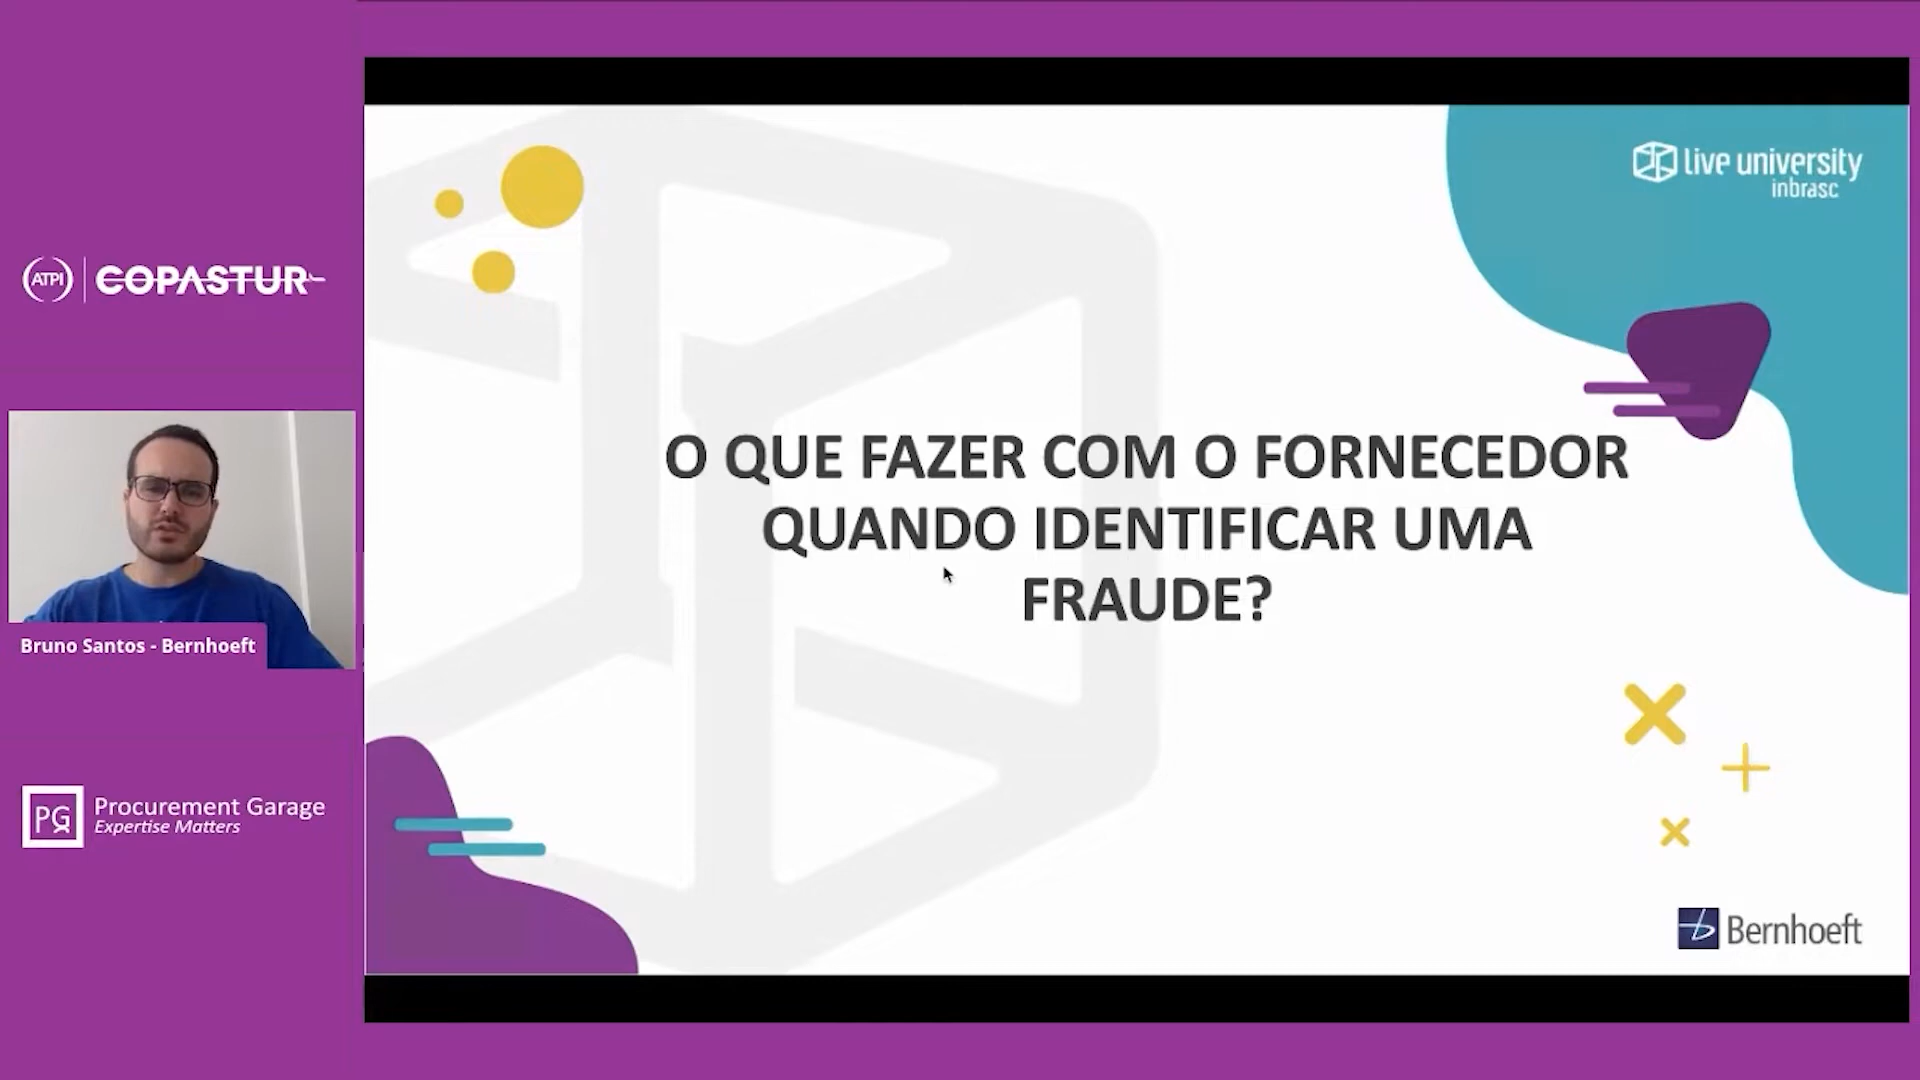 ATPI
COPASTUR
Bruno Santos - Bernhoeft
PG
Procurement Garage
Expertise Matters
live university
inbrasc
O QUE FAZER COM O FORNECEDOR
QUANDO IDENTIFICAR UMA
FRAUDE?
Bernhoeft